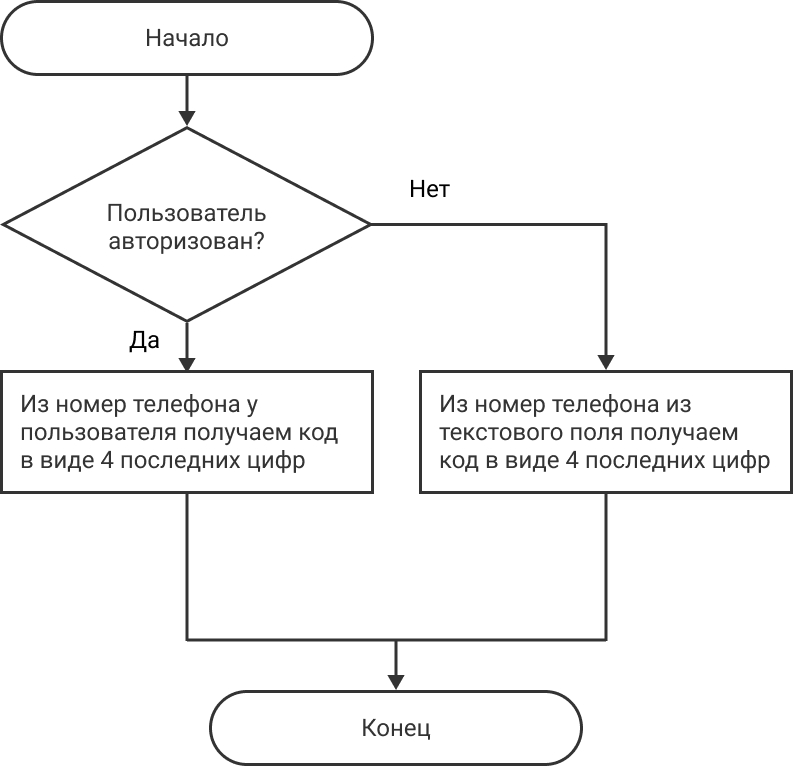 Начало
Пользователь
авторизован?
Нет
Да
Из номер телефона у
пользователя получаем код
в виде 4 последних цифр
Из номер телефона из
текстового поля получаем
код в виде 4 последних цифр
Конец